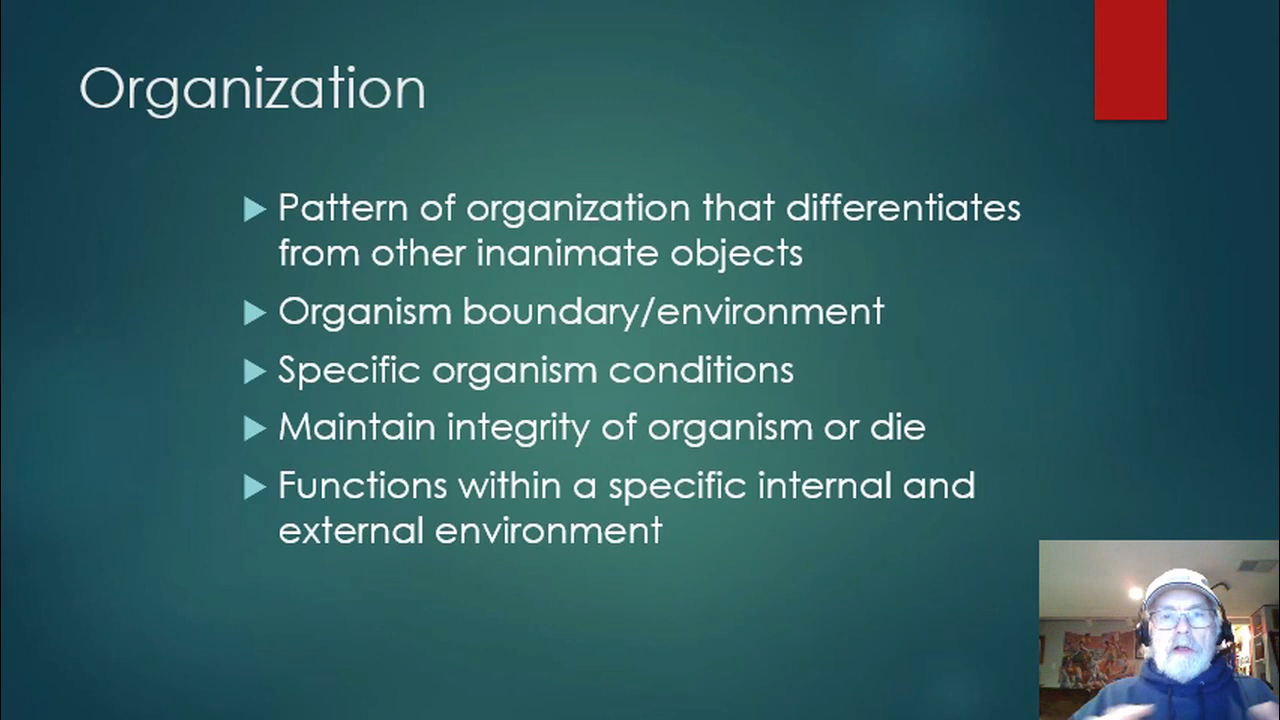 Organization
Pattern of organization that differentiates
from other inanimate objects
Organism boundary/environment
Specific organism conditions
Maintain integrity of organism or die
Functions within a specific internal and
external environment